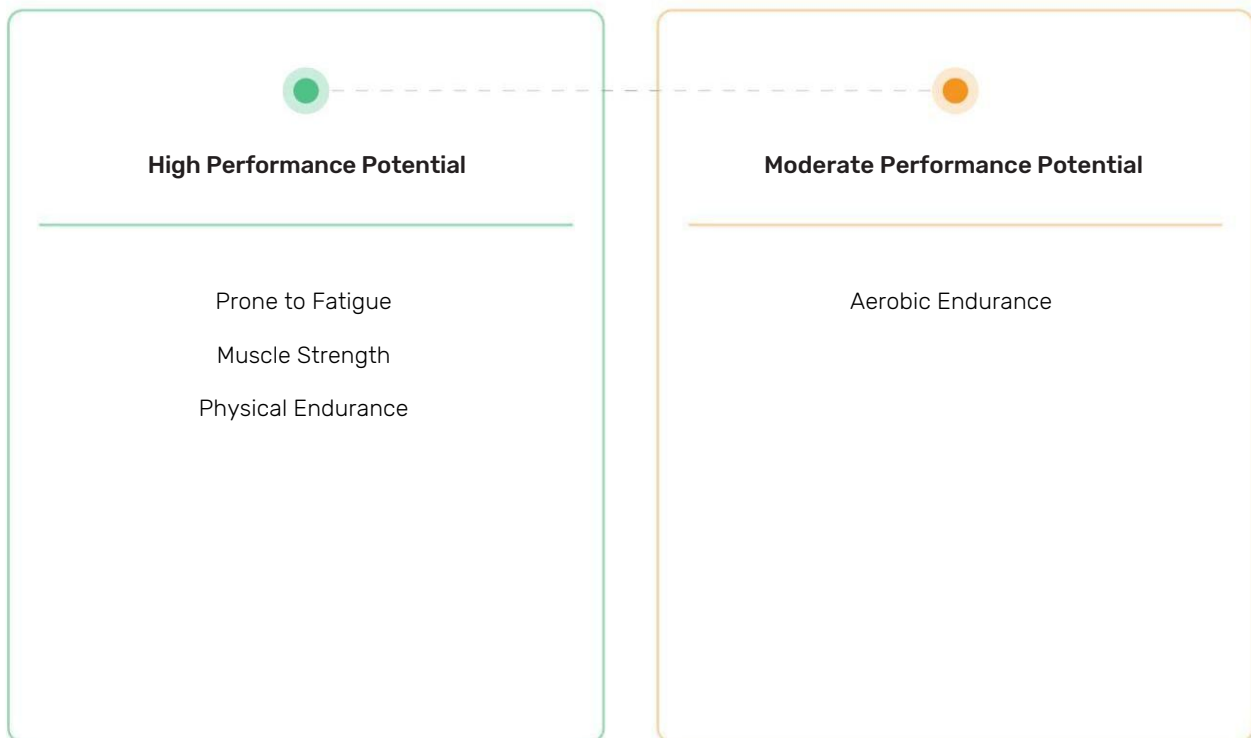 High Performance Potential
Prone to Fatigue
Muscle Strength
Physical Endurance
Moderate Performance Potential
Aerobic Endurance